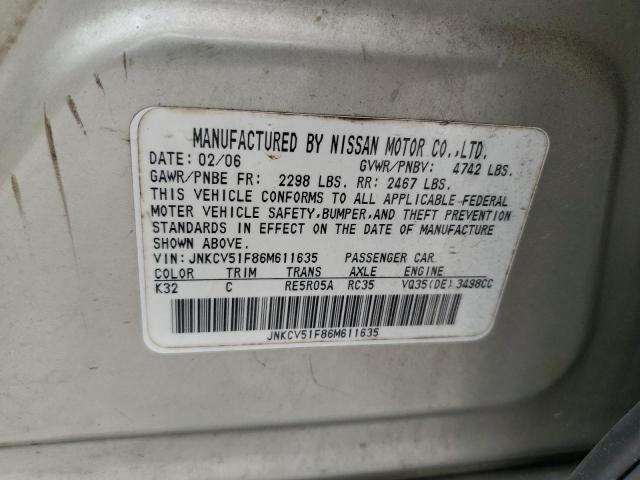 MANUFACTURED BY NISSAN MOTOR CO.,LTD.
DATE: 02/06 GVWR/PNBV: 4742 LBS.
GAWR/PNBE FR: 2298 LBS. RR: 2467 LBS.
THIS VEHICLE CONFORMS TO ALL APPLICABLE FEDERAL
MOTER VEHICLE SAFETY,BUMPER,AND THEFT PREVENTION
STANDARDS IN EFFECT ON THE DATE OF MANUFACTURE
SHOWN ABOVE.
VIN: JNKCV51F86M611635 PASSENGER CAR
COLOR TRIM TRANS AXLE ENGINE
K32 C RE5R05A RC35 VQ35(DE) 3498CC
JNKCV51F86M611635